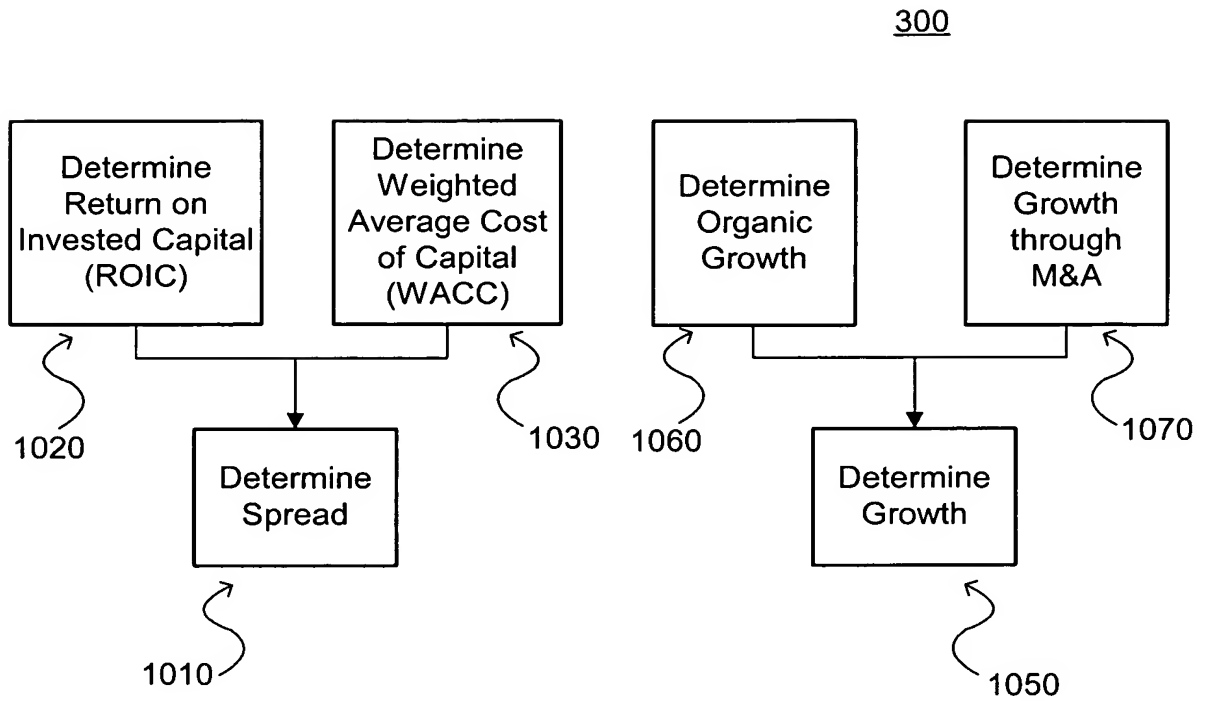 300
Determine
Return on
Invested Capital
(ROIC)
Determine
Weighted
Average Cost
of Capital
(WACC)
Determine
Organic
Growth
Determine
Growth
through
M&A
1020
1030
1060
1070
Determine
Spread
Determine
Growth
1010
1050